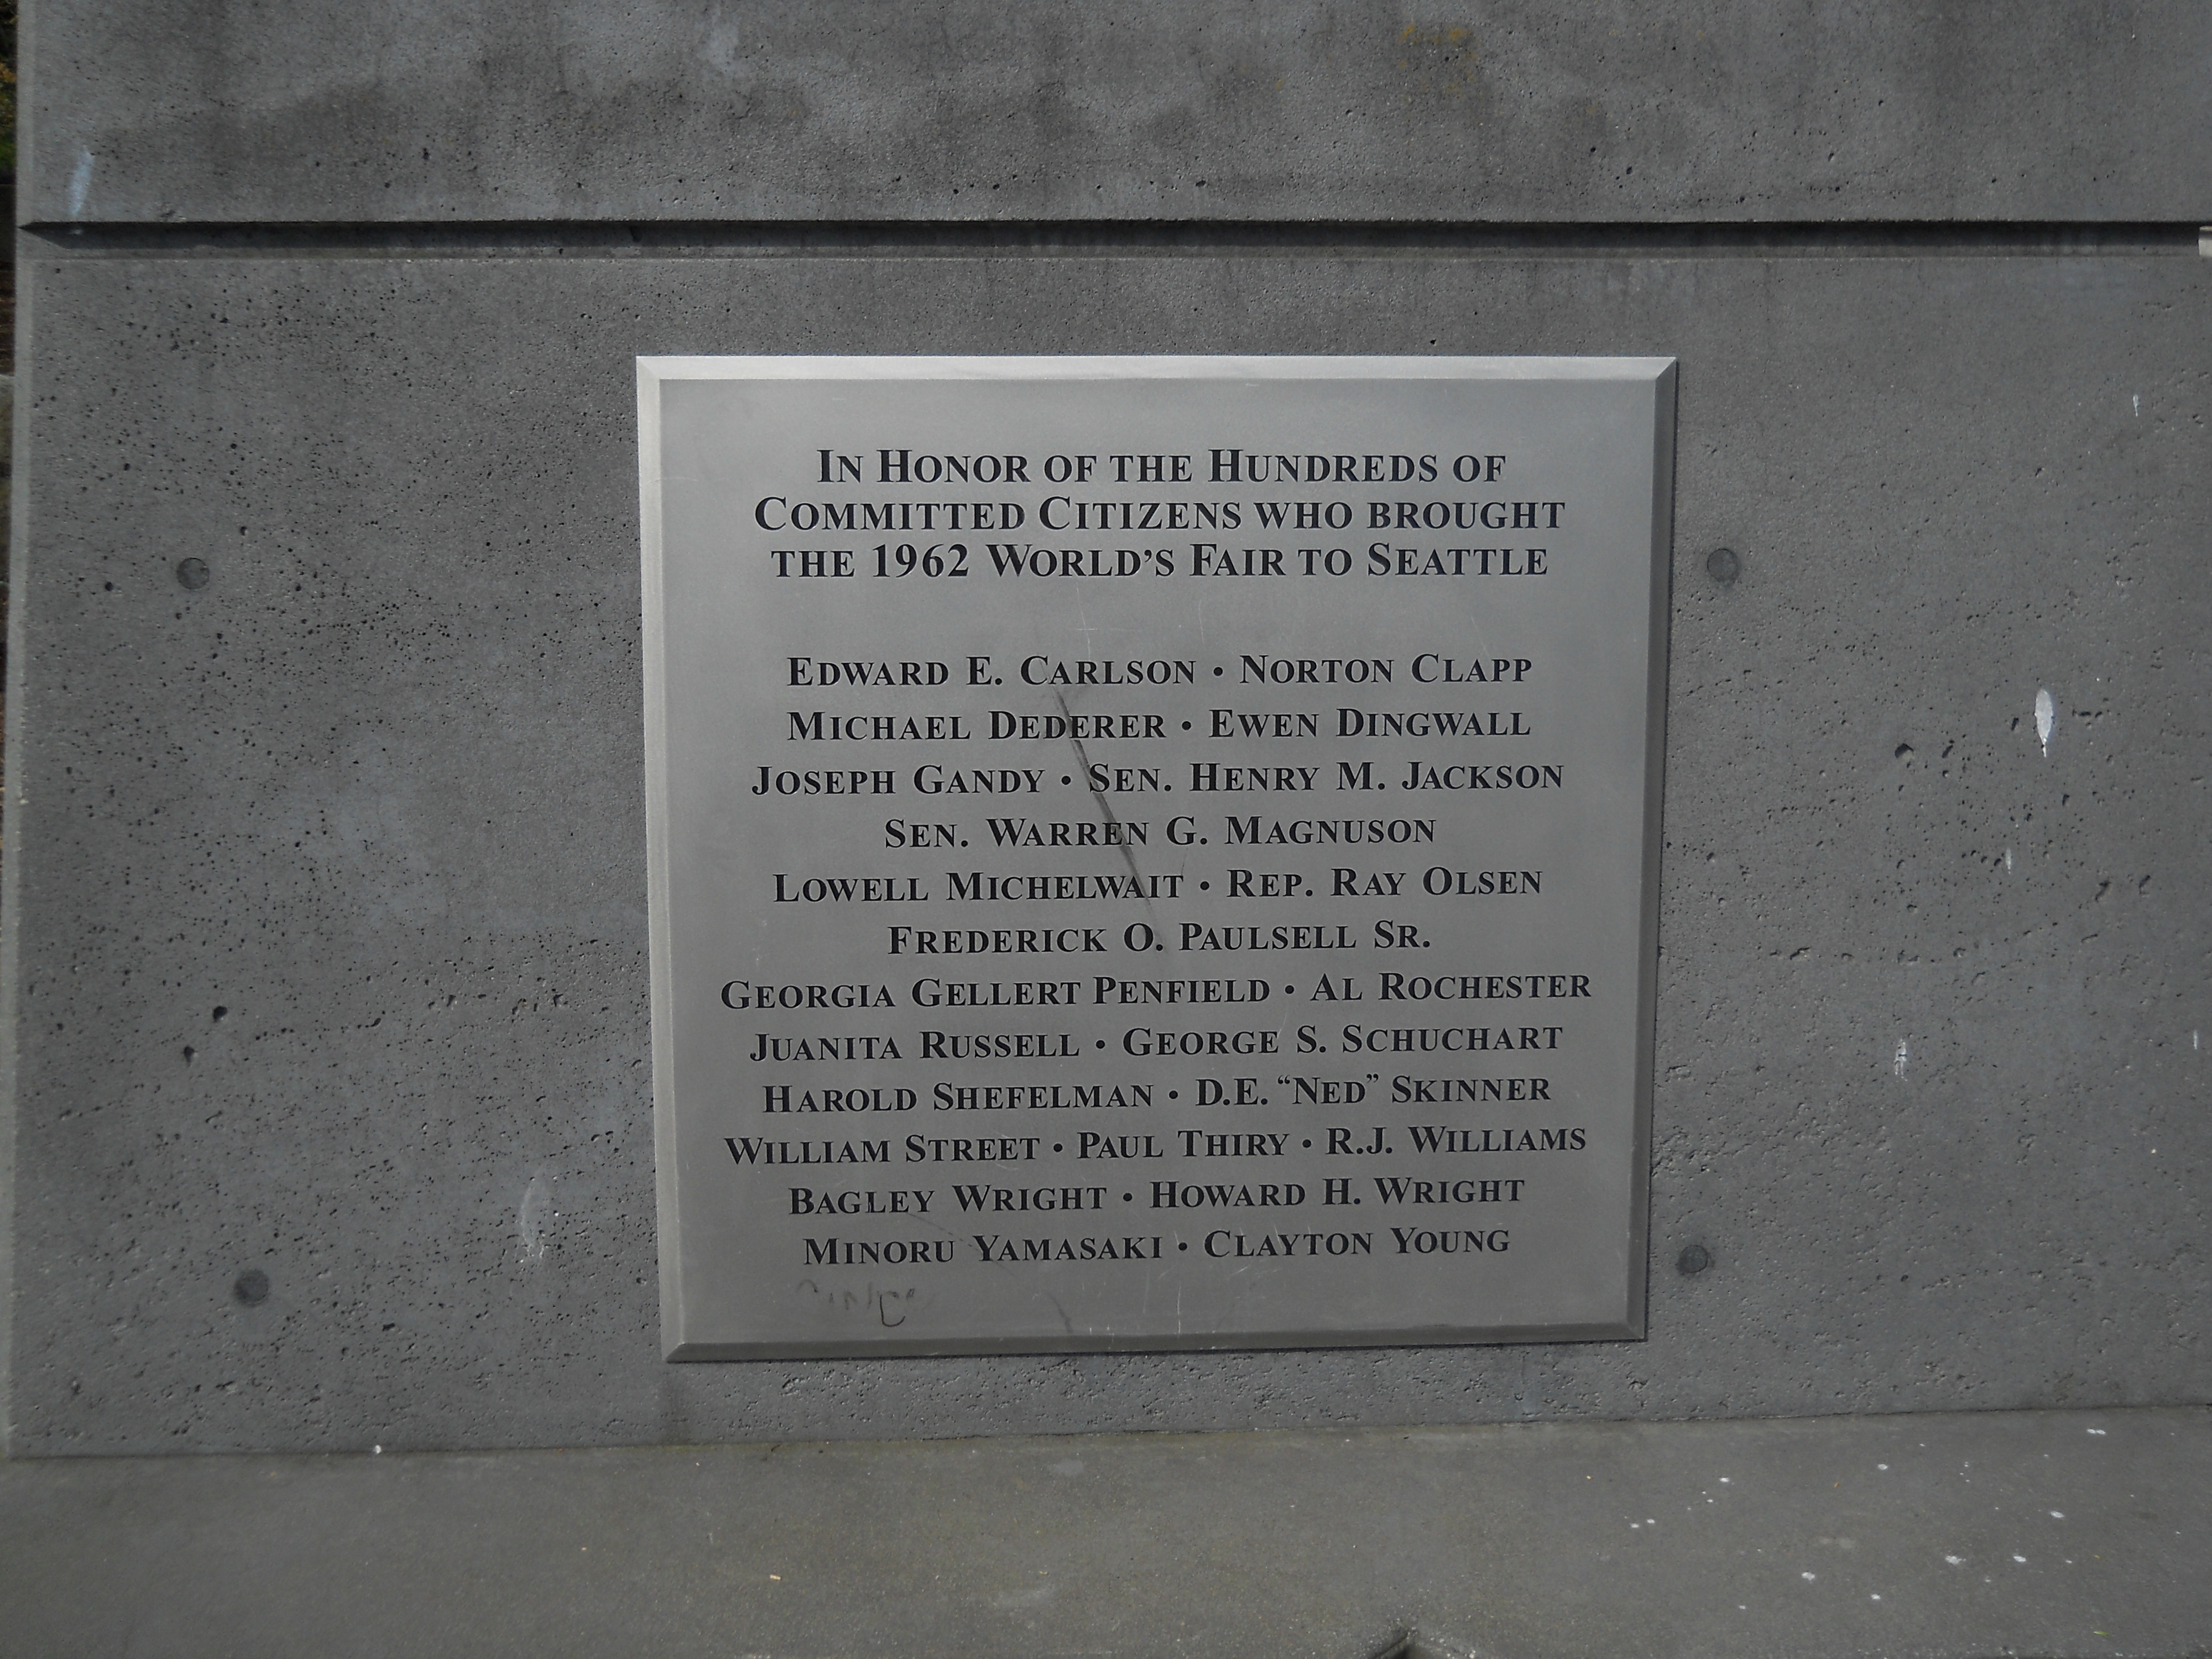 IN HONOR OF THE HUNDREDS OF
COMMITTED CITIZENS WHO BROUGHT
THE 1962 WORLD'S FAIR TO SEATTLE
EDWARD E. CARLSON • NORTON CLAPP
MICHAEL DEDERER • EWEN DINGWALL
JOSEPH GANDY • SEN. HENRY M. JACKSON
SEN. WARREN G. MAGNUSON
LOWELL MICHELWAIT • REP. RAY OLSEN
FREDERICK O. PAULSELL SR.
GEORGIA GELLERT PENFIELD • AL ROCHESTER
JUANITA RUSSELL • GEORGE S. SCHUCHART
HAROLD SHEFELMAN • D.E. “NED” SKINNER
WILLIAM STREET • PAUL THIRY • R.J. WILLIAMS
BAGLEY WRIGHT • HOWARD H. WRIGHT
MINORU YAMASAKI • CLAYTON YOUNG